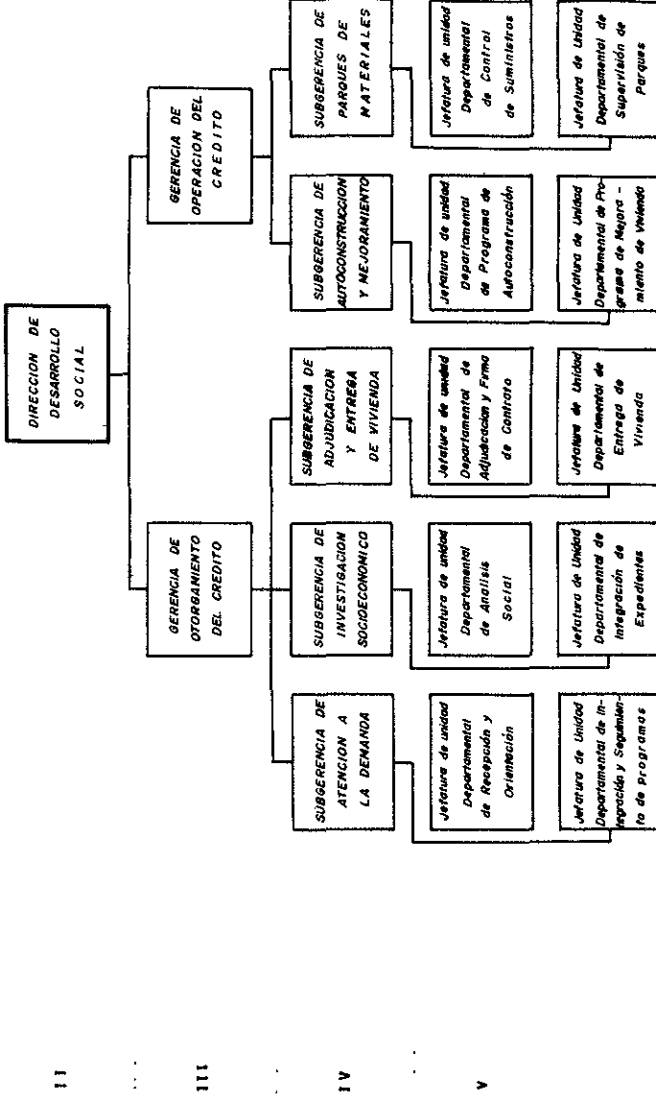 DIRECCION DE
DESARROLLO
SOCIAL
II
GERENCIA DE
OTORGAMIENTO
DEL CREDITO
GERENCIA DE
OPERACION DEL
CREDITO
III
SUBGERENCIA DE
ATENCION A
LA DEMANDA
SUBGERENCIA DE
INVESTIGACION
SOCIOECONOMICO
SUBGERENCIA DE
ADJUDICACION
Y ENTREGA
DE VIVIENDA
SUBGERENCIA DE
AUTOCONSTRUCCION
Y MEJORAMIENTO
SUBGERENCIA DE
PARQUES DE
MATERIALES
IV
Jefatura de unidad
Departamental
de Recepción y
Orientación
Jefatura de unidad
Departamental
de Analisis
Social
Jefatura de unidad
Departamental de
Adjudicacion y Firma
de Contrato
Jefatura de unidad
Departamental
de Programa de
Autoconstrucción
Jefatura de unidad
Departamental
de Control
de Suministros
V
Jefatura de Unidad
Departamental de In-
tegración y Seguimien-
to de Programas
Jefatura de Unidad
Departamental de
Integración de
Expedientes
Jefatura de Unidad
Departamental de
Entrega de
Vivienda
Jefatura de Unidad
Departamental de Pro-
grama de Mejora -
miento de Vivienda
Jefatura de Unidad
Departamental de
Supervisión de
Parques